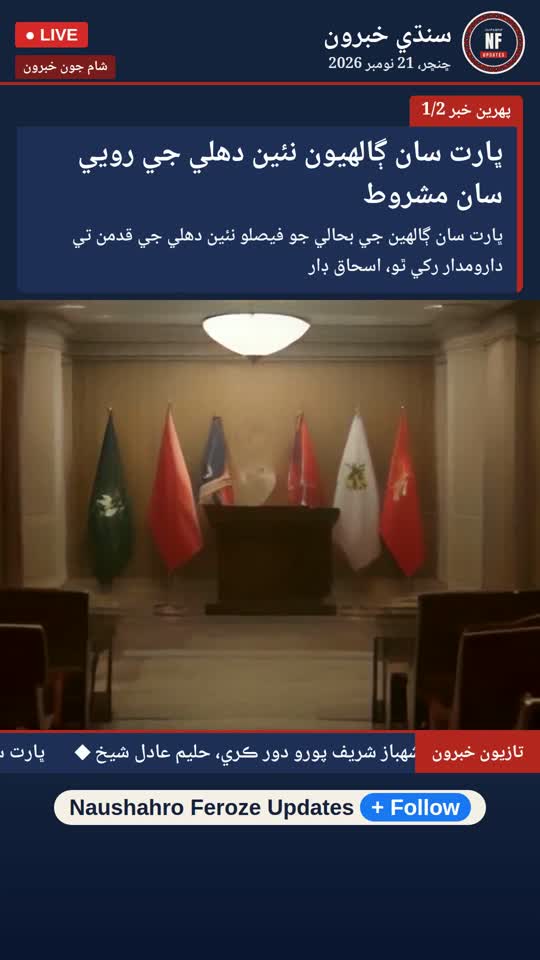 LIVE
سنڌي خبرون
NF
UPDATES
ڇنڇر، 21 نومبر 2026
شام جون خبرون
پهرين خبر 1/2
ڀارت سان ڳالهيون نئين دهلي جي رويي
سان مشروط
ڀارت سان ڳالهين جي بحالي جو فيصلو نئين دهلي جي قدمن تي
دارومدار رکي ٿو، اسحاق ڊار
تازيون خبرون
شهباز شريف پورو دور ڪري، حليم عادل شيخ ◆ ڀارت
Naushahro Feroze Updates + Follow